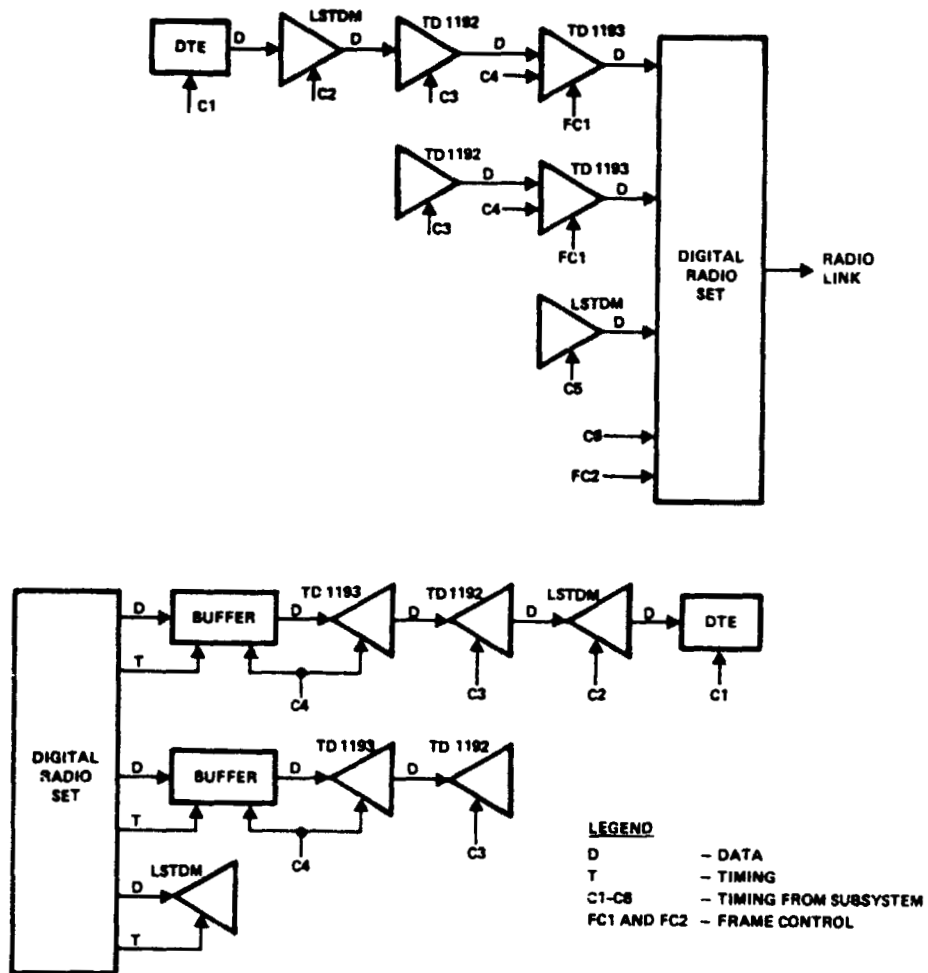 LSTDM
TD 1192
TD 1193
DTE
D
D
D
D
C1
C2
C3
C4
FC1
TD 1192
TD 1193
D
D
C4
C3
FC1
DIGITAL
RADIO
SET
RADIO
LINK
LSTDM
D
C5
C6
FC2
TD 1193
TD 1192
LSTDM
D
BUFFER
D
D
D
D
DTE
T
C4
C3
C2
C1
TD 1193
TD 1192
DIGITAL
RADIO
SET
D
BUFFER
D
D
T
C4
C3
LSTDM
D
T
LEGEND
D – DATA
T – TIMING
C1-C6 – TIMING FROM SUBSYSTEM
FC1 AND FC2 – FRAME CONTROL